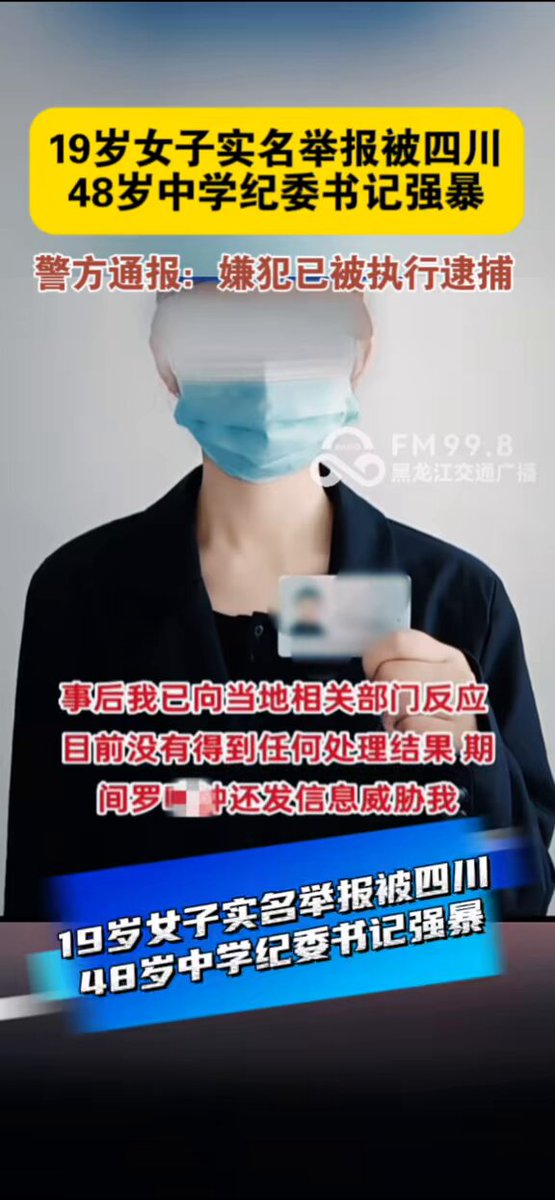 19岁女子实名举报被四川
48岁中学纪委书记强暴
警方通报：嫌犯已被执行逮捕
FM99.8
黑龙江交通广播
事后我已向当地相关部门反应
目前没有得到任何处理结果 期
间罗 还发信息威胁我
19岁女子实名举报被四川
48岁中学纪委书记强暴